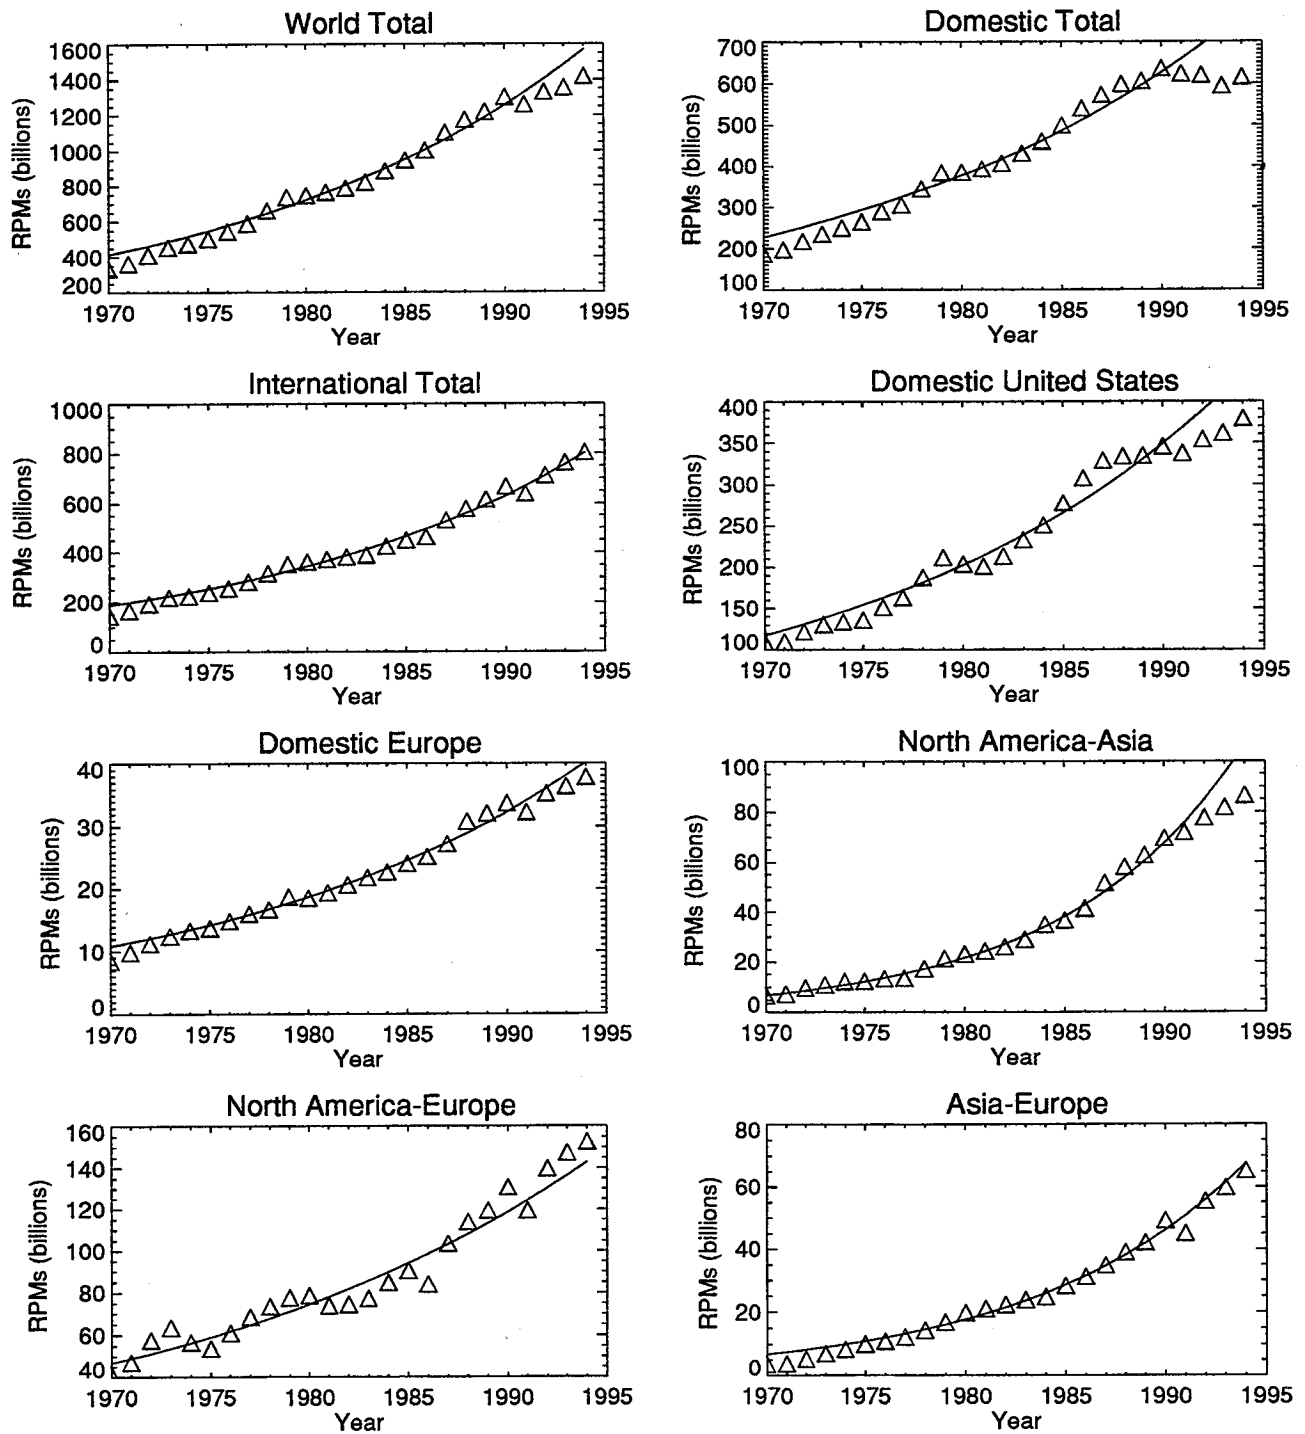 World Total
1600
1400
1200
1000
800
600
400
200
RPMs (billions)
1970 1975 1980 1985 1990 1995
Year
Domestic Total
700
600
500
400
300
200
100
RPMs (billions)
1970 1975 1980 1985 1990 1995
Year
International Total
1000
800
600
400
200
0
RPMs (billions)
1970 1975 1980 1985 1990 1995
Year
Domestic United States
400
350
300
250
200
150
100
RPMs (billions)
1970 1975 1980 1985 1990 1995
Year
Domestic Europe
40
30
20
10
0
RPMs (billions)
1970 1975 1980 1985 1990 1995
Year
North America-Asia
100
80
60
40
20
0
RPMs (billions)
1970 1975 1980 1985 1990 1995
Year
North America-Europe
160
140
120
100
80
60
40
RPMs (billions)
1970 1975 1980 1985 1990 1995
Year
Asia-Europe
80
60
40
20
0
RPMs (billions)
1970 1975 1980 1985 1990 1995
Year